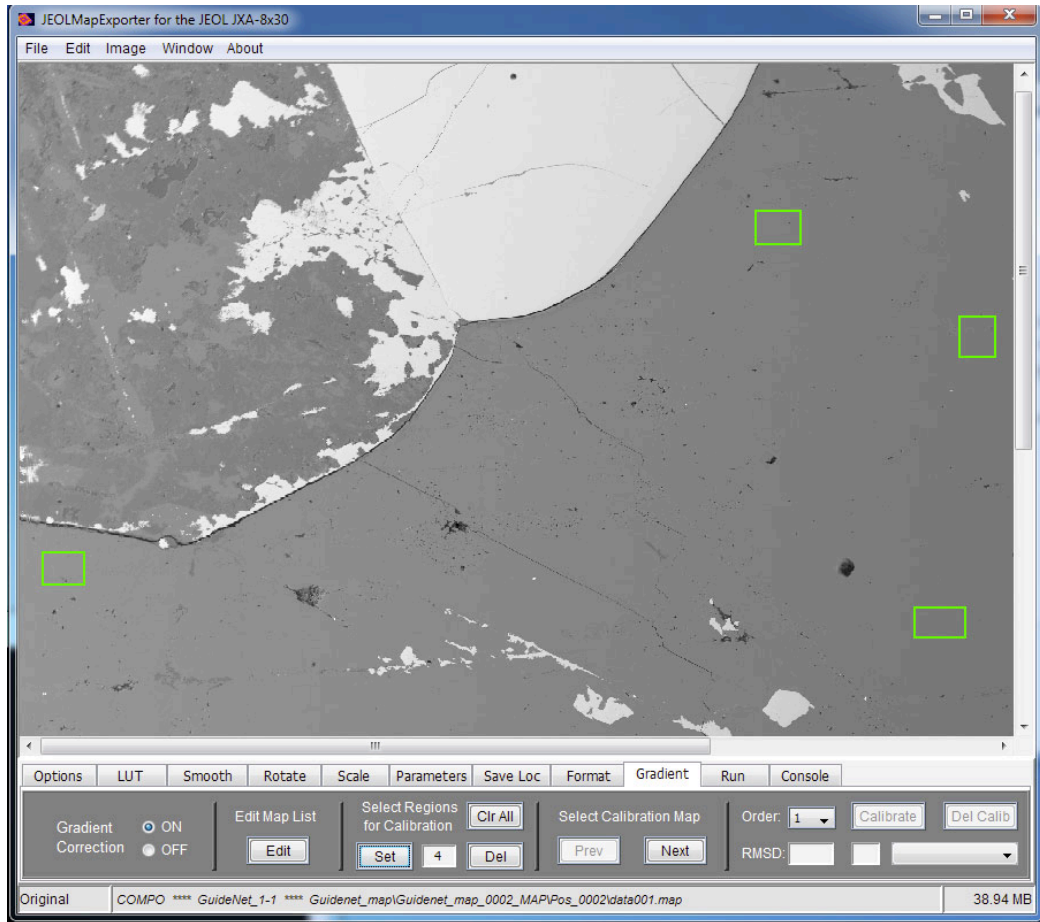 JEOLMapExporter for the JEOL JXA-8x30
File Edit Image Window About
Options LUT Smooth Rotate Scale Parameters Save Loc Format Gradient Run Console
Gradient Correction
ON
OFF
Edit Map List
Edit
Select Regions for Calibration
Clr All
Set
4
Del
Select Calibration Map
Prev
Next
Order: 1
Calibrate
Del Calib
RMSD:
Original
COMPO **** GuideNet_1-1 **** Guidenet_map\Guidenet_map_0002_MAP\Pos_0002\data001.map
38.94 MB